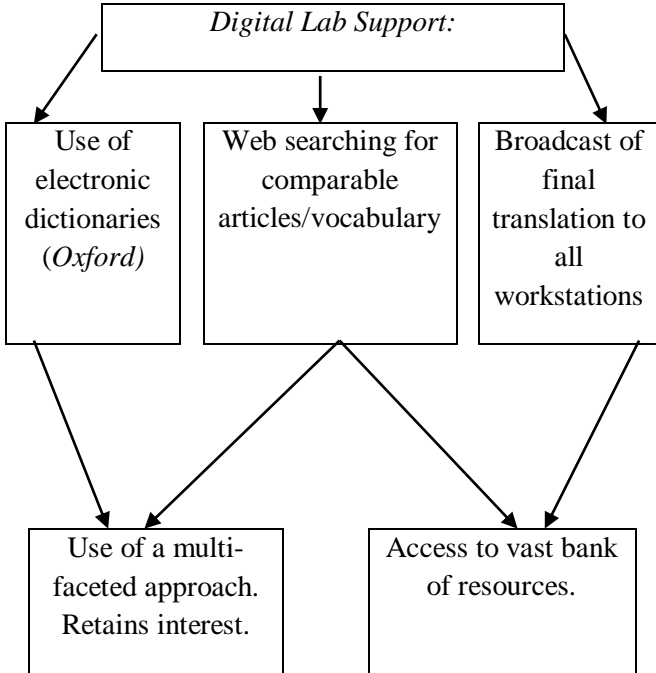 Digital Lab Support:
Use of
electronic
dictionaries
(Oxford)
Web searching for
comparable
articles/vocabulary
Broadcast of
final
translation to
all
workstations
Use of a multi-
faceted approach.
Retains interest.
Access to vast bank
of resources.